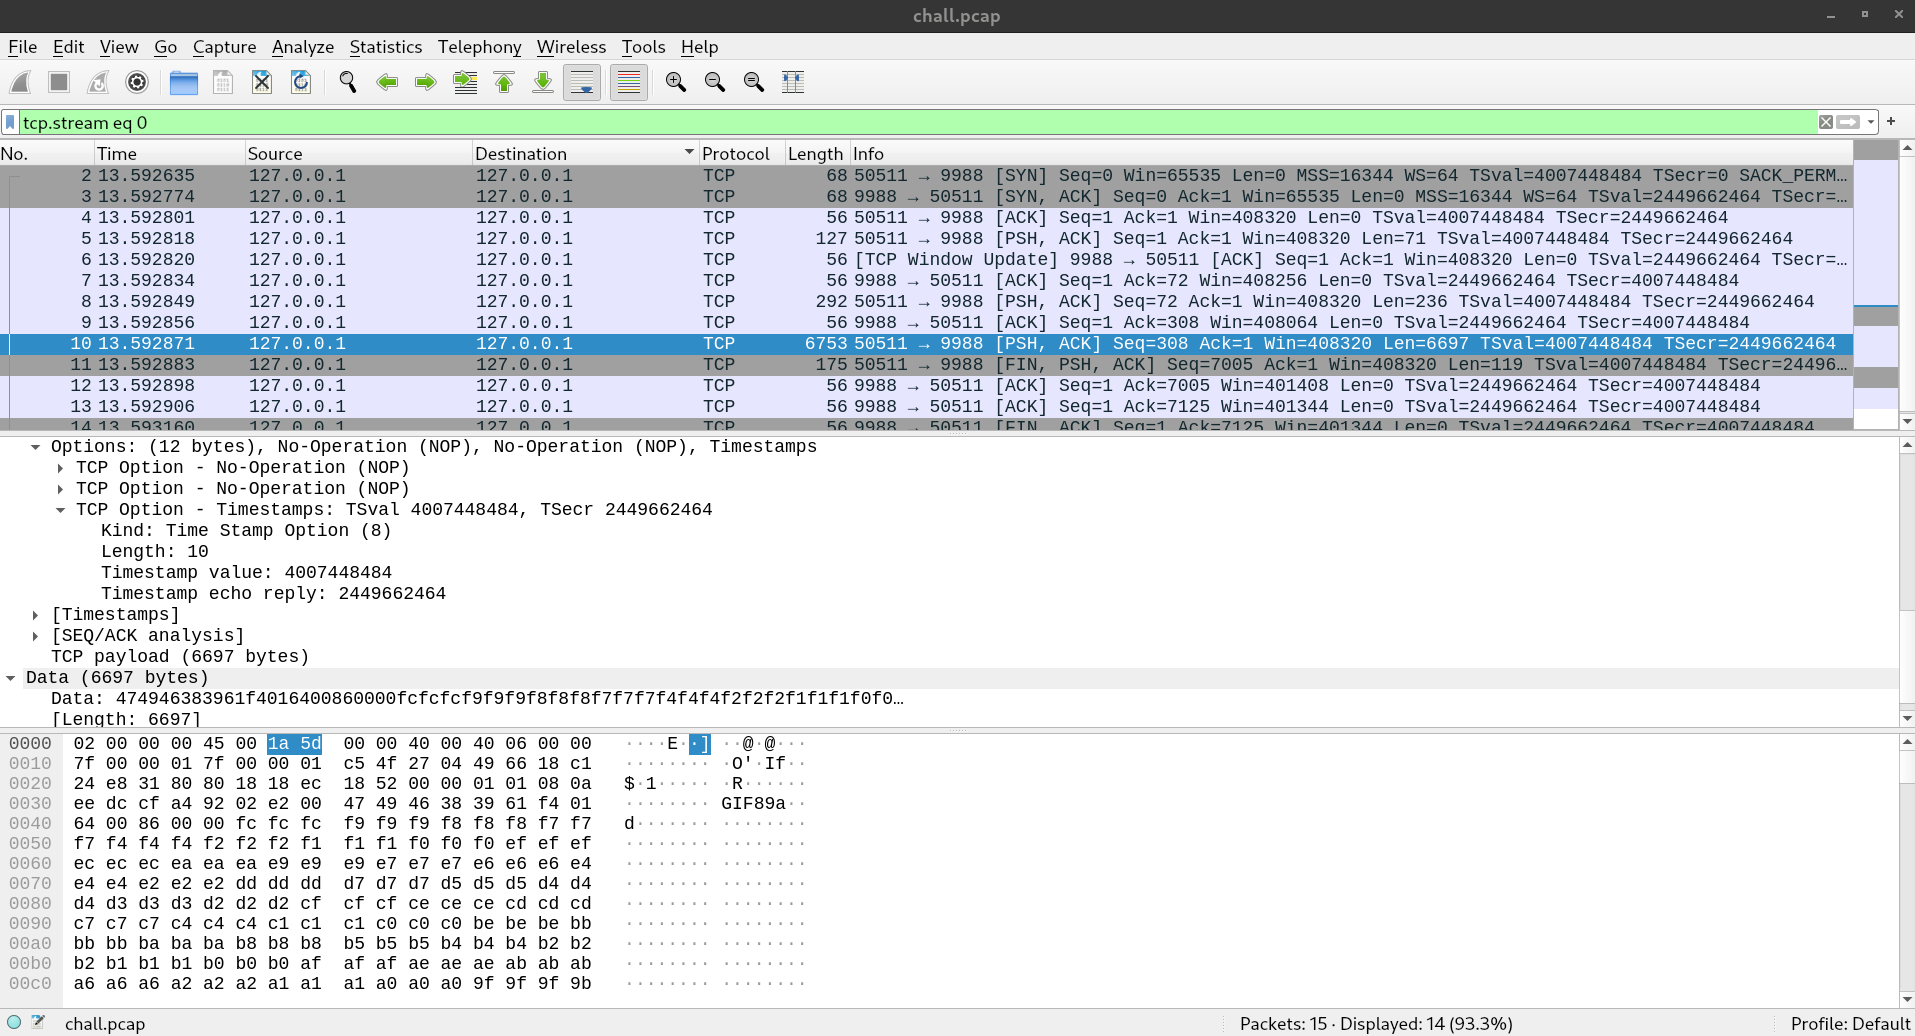 chall.pcap
File Edit View Go Capture Analyze Statistics Telephony Wireless Tools Help
tcp.stream eq 0
No. Time Source Destination Protocol Length Info
2 13.592635 127.0.0.1 127.0.0.1 TCP 68 50511 → 9988 [SYN] Seq=0 Win=65535 Len=0 MSS=16344 WS=64 TSval=4007448484 TSecr=0 SACK_PERM…
3 13.592774 127.0.0.1 127.0.0.1 TCP 68 9988 → 50511 [SYN, ACK] Seq=0 Ack=1 Win=65535 Len=0 MSS=16344 WS=64 TSval=2449662464 TSecr=…
4 13.592801 127.0.0.1 127.0.0.1 TCP 56 50511 → 9988 [ACK] Seq=1 Ack=1 Win=408320 Len=0 TSval=4007448484 TSecr=2449662464
5 13.592818 127.0.0.1 127.0.0.1 TCP 127 50511 → 9988 [PSH, ACK] Seq=1 Ack=1 Win=408320 Len=71 TSval=4007448484 TSecr=2449662464
6 13.592820 127.0.0.1 127.0.0.1 TCP 56 [TCP Window Update] 9988 → 50511 [ACK] Seq=1 Ack=1 Win=408320 Len=0 TSval=2449662464 TSecr=…
7 13.592834 127.0.0.1 127.0.0.1 TCP 56 9988 → 50511 [ACK] Seq=1 Ack=72 Win=408256 Len=0 TSval=2449662464 TSecr=4007448484
8 13.592849 127.0.0.1 127.0.0.1 TCP 292 50511 → 9988 [PSH, ACK] Seq=72 Ack=1 Win=408320 Len=236 TSval=4007448484 TSecr=2449662464
9 13.592856 127.0.0.1 127.0.0.1 TCP 56 9988 → 50511 [ACK] Seq=1 Ack=308 Win=408064 Len=0 TSval=2449662464 TSecr=4007448484
10 13.592871 127.0.0.1 127.0.0.1 TCP 6753 50511 → 9988 [PSH, ACK] Seq=308 Ack=1 Win=408320 Len=6697 TSval=4007448484 TSecr=2449662464
11 13.592883 127.0.0.1 127.0.0.1 TCP 175 50511 → 9988 [FIN, PSH, ACK] Seq=7005 Ack=1 Win=408320 Len=119 TSval=4007448484 TSecr=24496…
12 13.592898 127.0.0.1 127.0.0.1 TCP 56 9988 → 50511 [ACK] Seq=1 Ack=7005 Win=401408 Len=0 TSval=2449662464 TSecr=4007448484
13 13.592906 127.0.0.1 127.0.0.1 TCP 56 9988 → 50511 [ACK] Seq=1 Ack=7125 Win=401344 Len=0 TSval=2449662464 TSecr=4007448484
14 13.593160 127.0.0.1 127.0.0.1 TCP 56 9988 → 50511 [FIN, ACK] Seq=1 Ack=7125 Win=401344 Len=0 TSval=2449662464 TSecr=4007448484
Options: (12 bytes), No-Operation (NOP), No-Operation (NOP), Timestamps
TCP Option - No-Operation (NOP)
TCP Option - No-Operation (NOP)
TCP Option - Timestamps: TSval 4007448484, TSecr 2449662464
Kind: Time Stamp Option (8)
Length: 10
Timestamp value: 4007448484
Timestamp echo reply: 2449662464
[Timestamps]
[SEQ/ACK analysis]
TCP payload (6697 bytes)
Data (6697 bytes)
Data: 474946383961f4016400860000fcfcfcf9f9f9f8f8f8f7f7f7f4f4f4f2f2f2f1f1f1f0f0…
[Length: 6697]
0000 02 00 00 00 45 00 1a 5d 00 00 40 00 40 06 00 00 ····E··] ··@·@···
0010 7f 00 00 01 7f 00 00 01 c5 4f 27 04 49 66 18 c1 ········ ·O'·If··
0020 24 e8 31 80 80 18 18 ec 18 52 00 00 01 01 08 0a $·1····· ·R······
0030 ee dc cf a4 92 02 e2 00 47 49 46 38 39 61 f4 01 ········ GIF89a··
0040 64 00 86 00 00 fc fc fc f9 f9 f9 f8 f8 f8 f7 f7 d······· ········
0050 f7 f4 f4 f4 f2 f2 f2 f1 f1 f1 f0 f0 f0 ef ef ef ········ ········
0060 ec ec ec ea ea ea e9 e9 e9 e7 e7 e7 e6 e6 e6 e4 ········ ········
0070 e4 e4 e2 e2 e2 dd dd dd d7 d7 d7 d5 d5 d5 d4 d4 ········ ········
0080 d4 d3 d3 d3 d2 d2 d2 cf cf cf ce ce ce cd cd cd ········ ········
0090 c7 c7 c7 c4 c4 c4 c1 c1 c1 c0 c0 c0 be be be bb ········ ········
00a0 bb bb ba ba ba b8 b8 b8 b5 b5 b5 b4 b4 b4 b2 b2 ········ ········
00b0 b2 b1 b1 b1 b0 b0 b0 af af af ae ae ae ab ab ab ········ ········
00c0 a6 a6 a6 a2 a2 a2 a1 a1 a1 a0 a0 a0 9f 9f 9f 9b ········ ········
chall.pcap Packets: 15 · Displayed: 14 (93.3%) Profile: Default